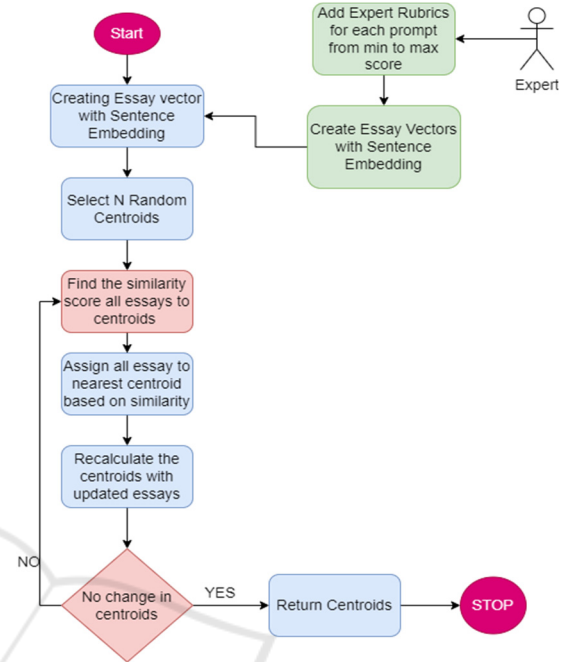 Start
Add Expert Rubrics
for each prompt
from min to max
score
Expert
Creating Essay vector
with Sentence
Embedding
Create Essay Vectors
with Sentence
Embedding
Select N Random
Centroids
Find the similarity
score all essays to
centroids
Assign all essay to
nearest centroid
based on similarity
Recalculate the
centroids with
updated essays
NO
No change in
centroids
YES
Return Centroids
STOP